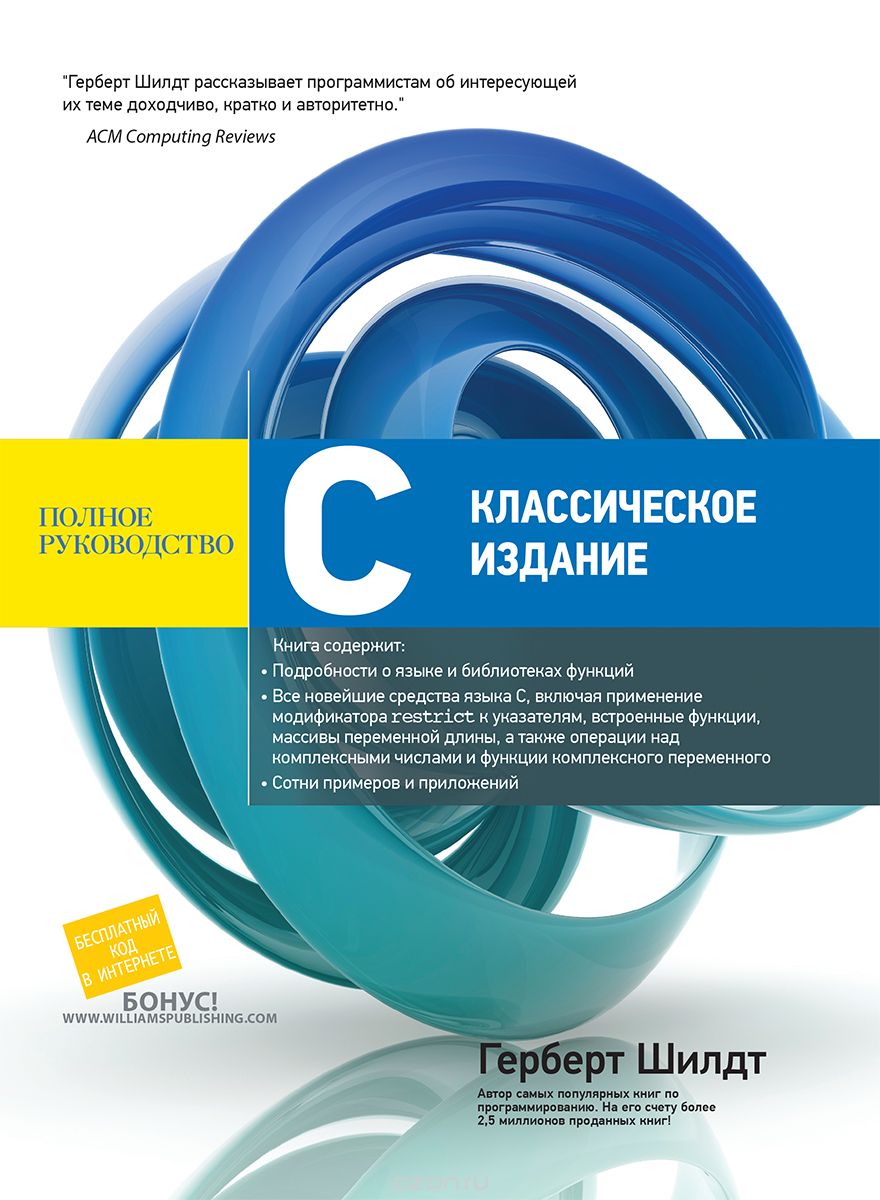 "Герберт Шилдт рассказывает программистам об интересующей
их теме доходчиво, кратко и авторитетно."
ACM Computing Reviews
ПОЛНОЕ
РУКОВОДСТВО
C
КЛАССИЧЕСКОЕ
ИЗДАНИЕ
Книга содержит:
• Подробности о языке и библиотеках функций
• Все новейшие средства языка C, включая применение
модификатора restrict к указателям, встроенные функции,
массивы переменной длины, а также операции над
комплексными числами и функции комплексного переменного
• Сотни примеров и приложений
БЕСПЛАТНЫЙ
КОД
В ИНТЕРНЕТЕ
БОНУС!
WWW.WILLIAMSPUBLISHING.COM
Герберт Шилдт
Автор самых популярных книг по
программированию. На его счету более
2,5 миллионов проданных книг!